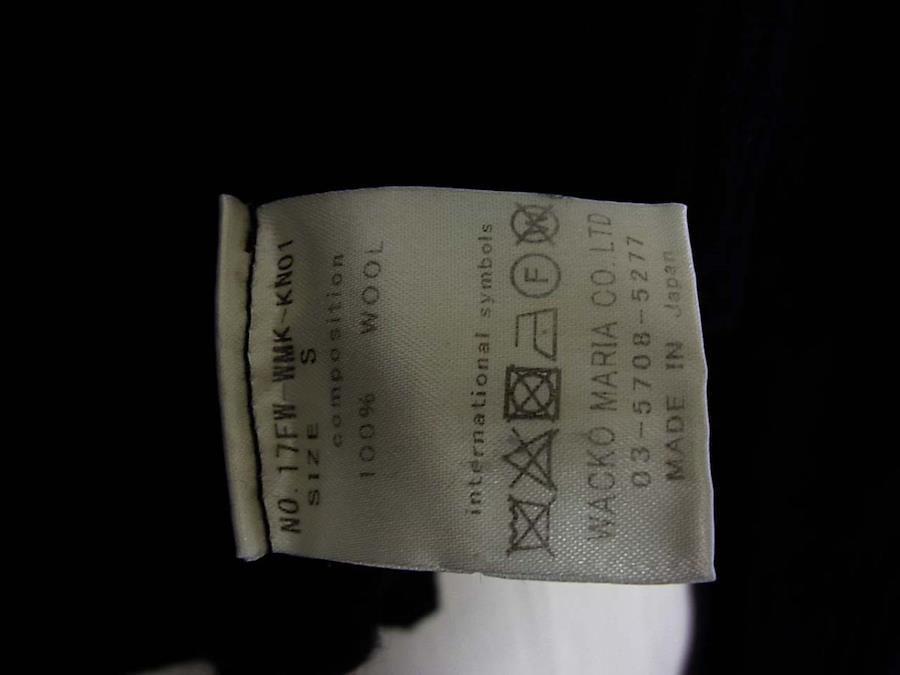 NO. 17FW-WMK-KN01
SIZE S
composition
100% WOOL
international symbols
F
WACKO MARIA CO.LTD
03-5708-5277
MADE IN Japan